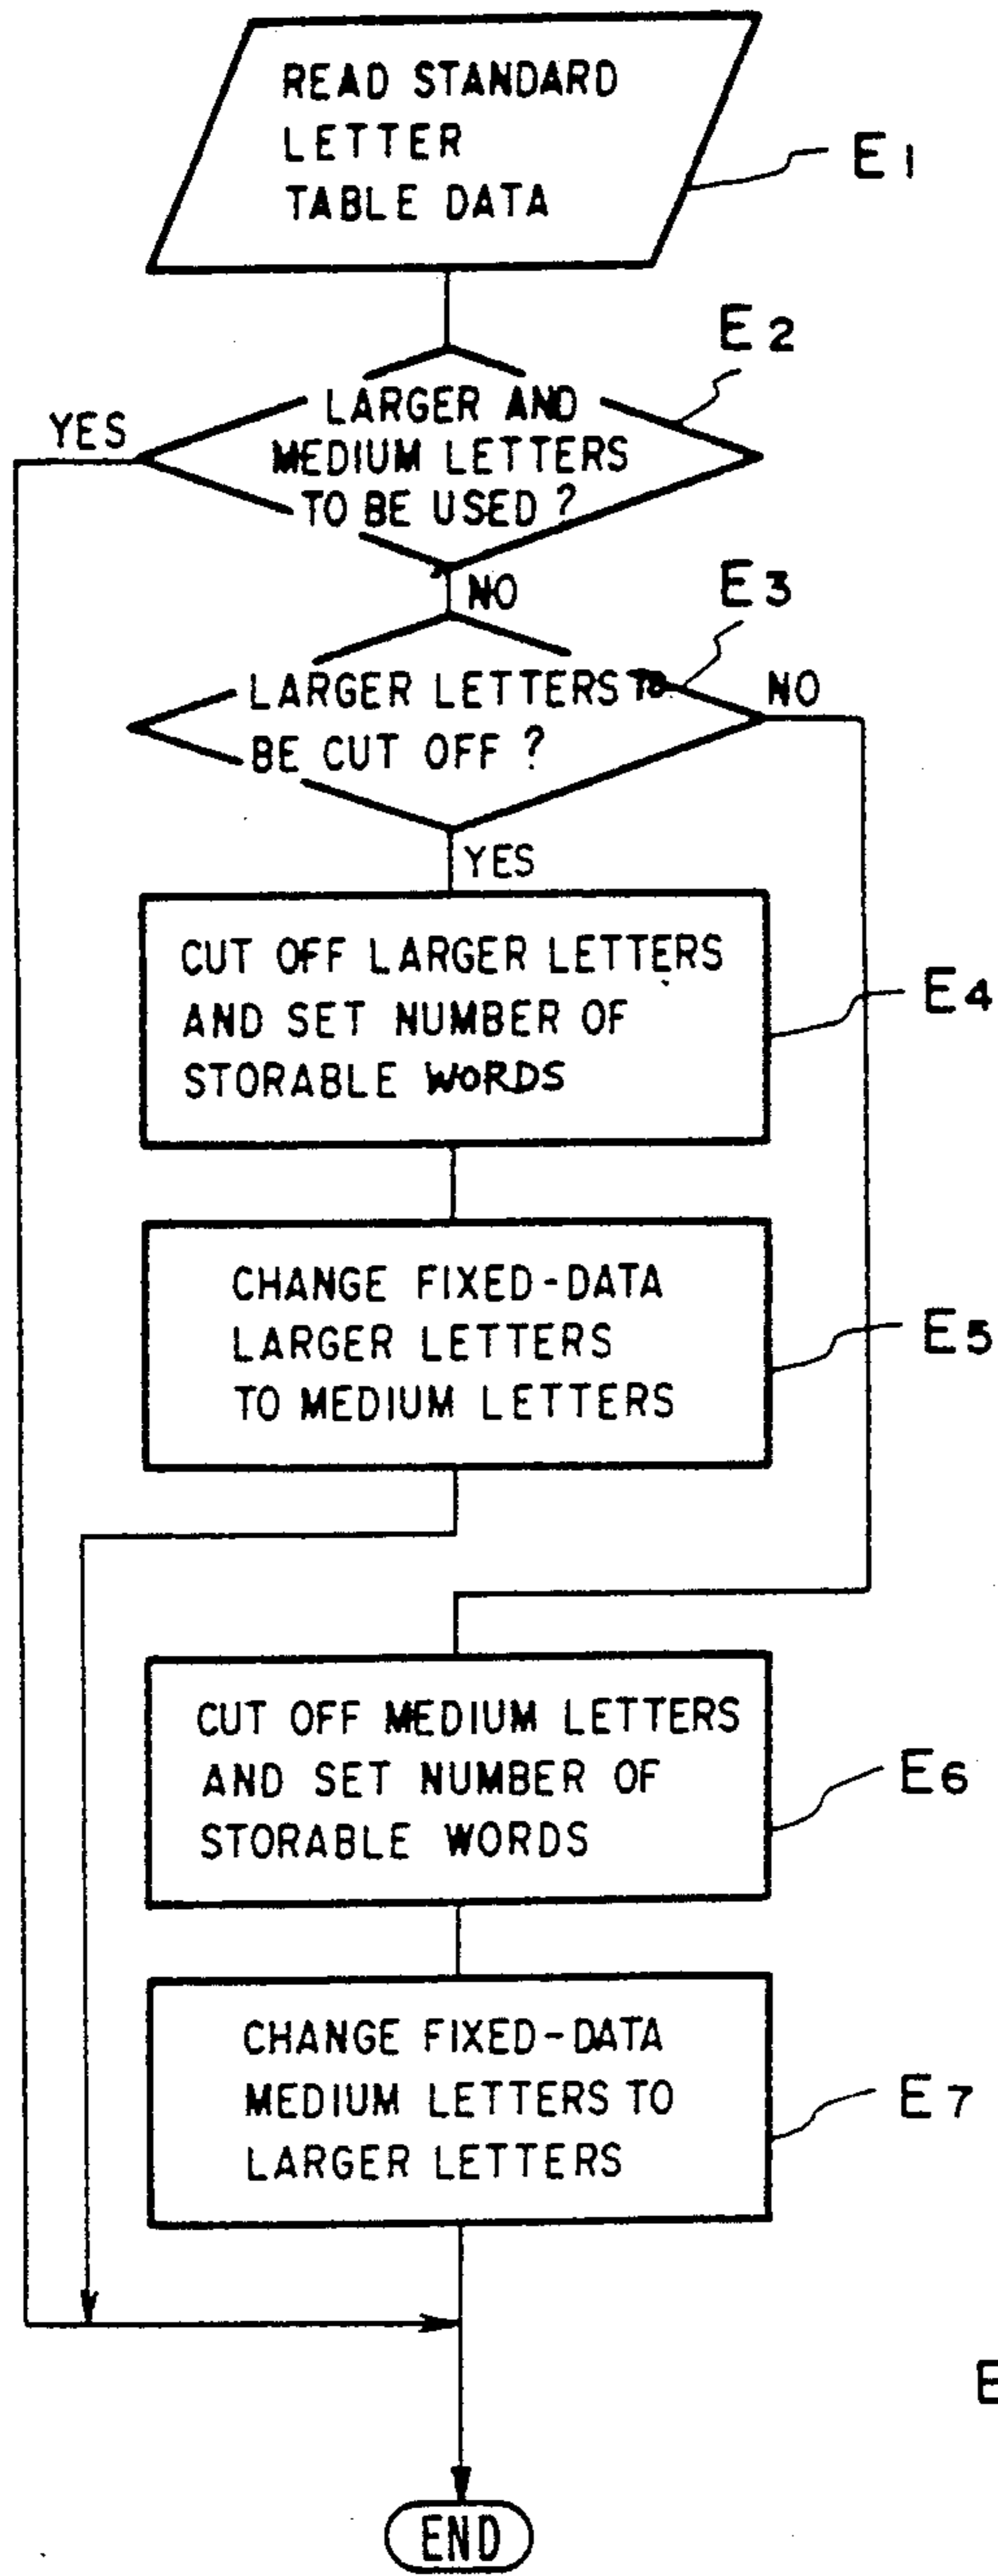 READ STANDARD
LETTER
TABLE DATA
E1
E2
LARGER AND
MEDIUM LETTERS
TO BE USED ?
YES
NO
E3
LARGER LETTERS TO
BE CUT OFF ?
NO
YES
CUT OFF LARGER LETTERS
AND SET NUMBER OF
STORABLE WORDS
E4
CHANGE FIXED-DATA
LARGER LETTERS
TO MEDIUM LETTERS
E5
CUT OFF MEDIUM LETTERS
AND SET NUMBER OF
STORABLE WORDS
E6
CHANGE FIXED-DATA
MEDIUM LETTERS TO
LARGER LETTERS
E7
END